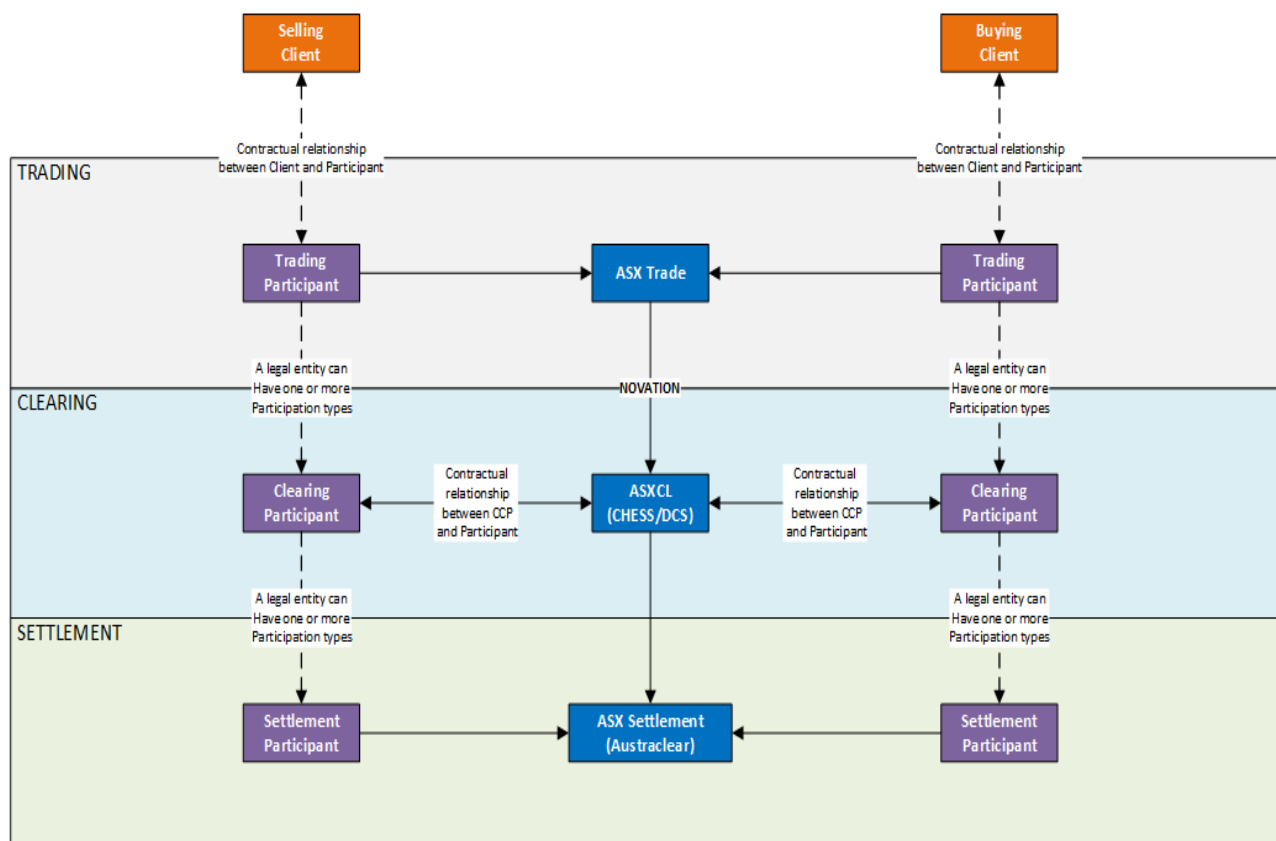 Selling
Client
Buying
Client
Contractual relationship
between Client and Participant
Contractual relationship
between Client and Participant
TRADING
Trading
Participant
ASX Trade
Trading
Participant
A legal entity can
Have one or more
Participation types
NOVATION
A legal entity can
Have one or more
Participation types
CLEARING
Clearing
Participant
Contractual
relationship
between CCP
and Participant
ASXCL
(CHESS/DCS)
Contractual
relationship
between CCP
and Participant
Clearing
Participant
A legal entity can
Have one or more
Participation types
A legal entity can
Have one or more
Participation types
SETTLEMENT
Settlement
Participant
ASX Settlement
(Austraclear)
Settlement
Participant